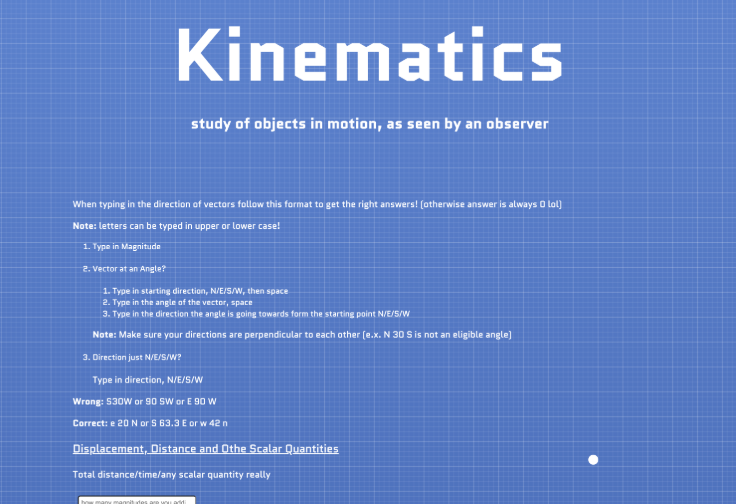 Kinematics
study of objects in motion, as seen by an observer
When typing in the direction of vectors follow this format to get the right answers! (otherwise answer is always 0 lol)
Note: letters can be typed in upper or lower case!
1. Type in Magnitude
2. Vector at an Angle?
1. Type in starting direction, N/E/S/W, then space
2. Type in the angle of the vector, space
3. Type in the direction the angle is going towards form the starting point N/E/S/W
Note: Make sure your directions are perpendicular to each other (e.x. N 30 S is not an eligible angle)
3. Direction just N/E/S/W?
Type in direction, N/E/S/W
Wrong: S30W or 90 SW or E 90 W
Correct: e 20 N or S 63.3 E or w 42 n
Displacement, Distance and Othe Scalar Quantities
Total distance/time/any scalar quantity really
how many magnitudes are you addi